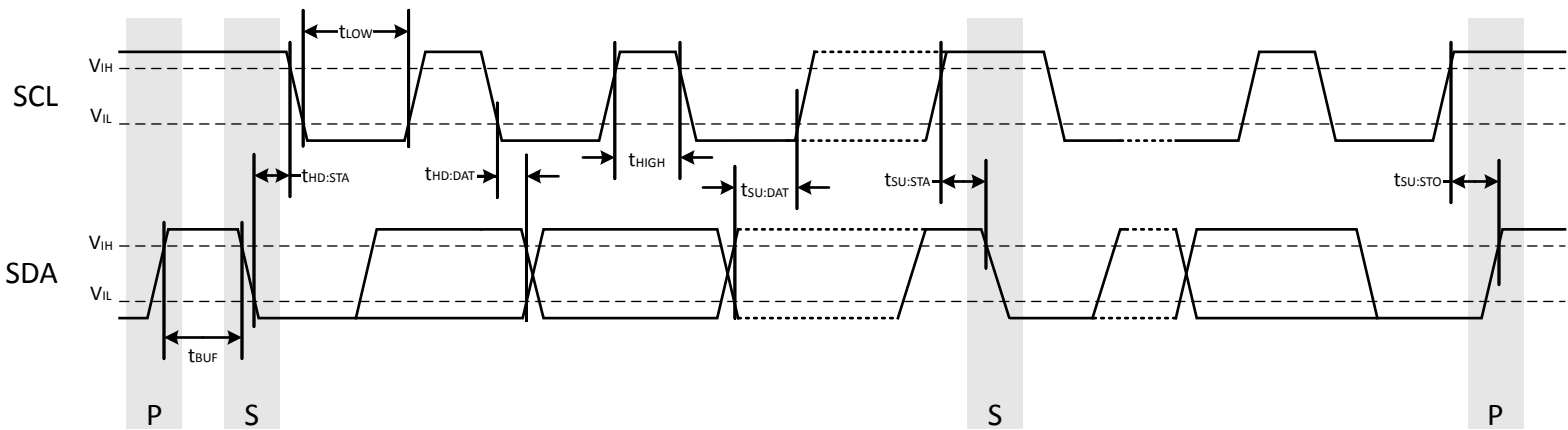 tLOW
VIH
SCL
VIL
tHD:STA
tHD:DAT
tHIGH
tSU:DAT
tSU:STA
tSU:STO
VIH
SDA
VIL
tBUF
P
S
S
P